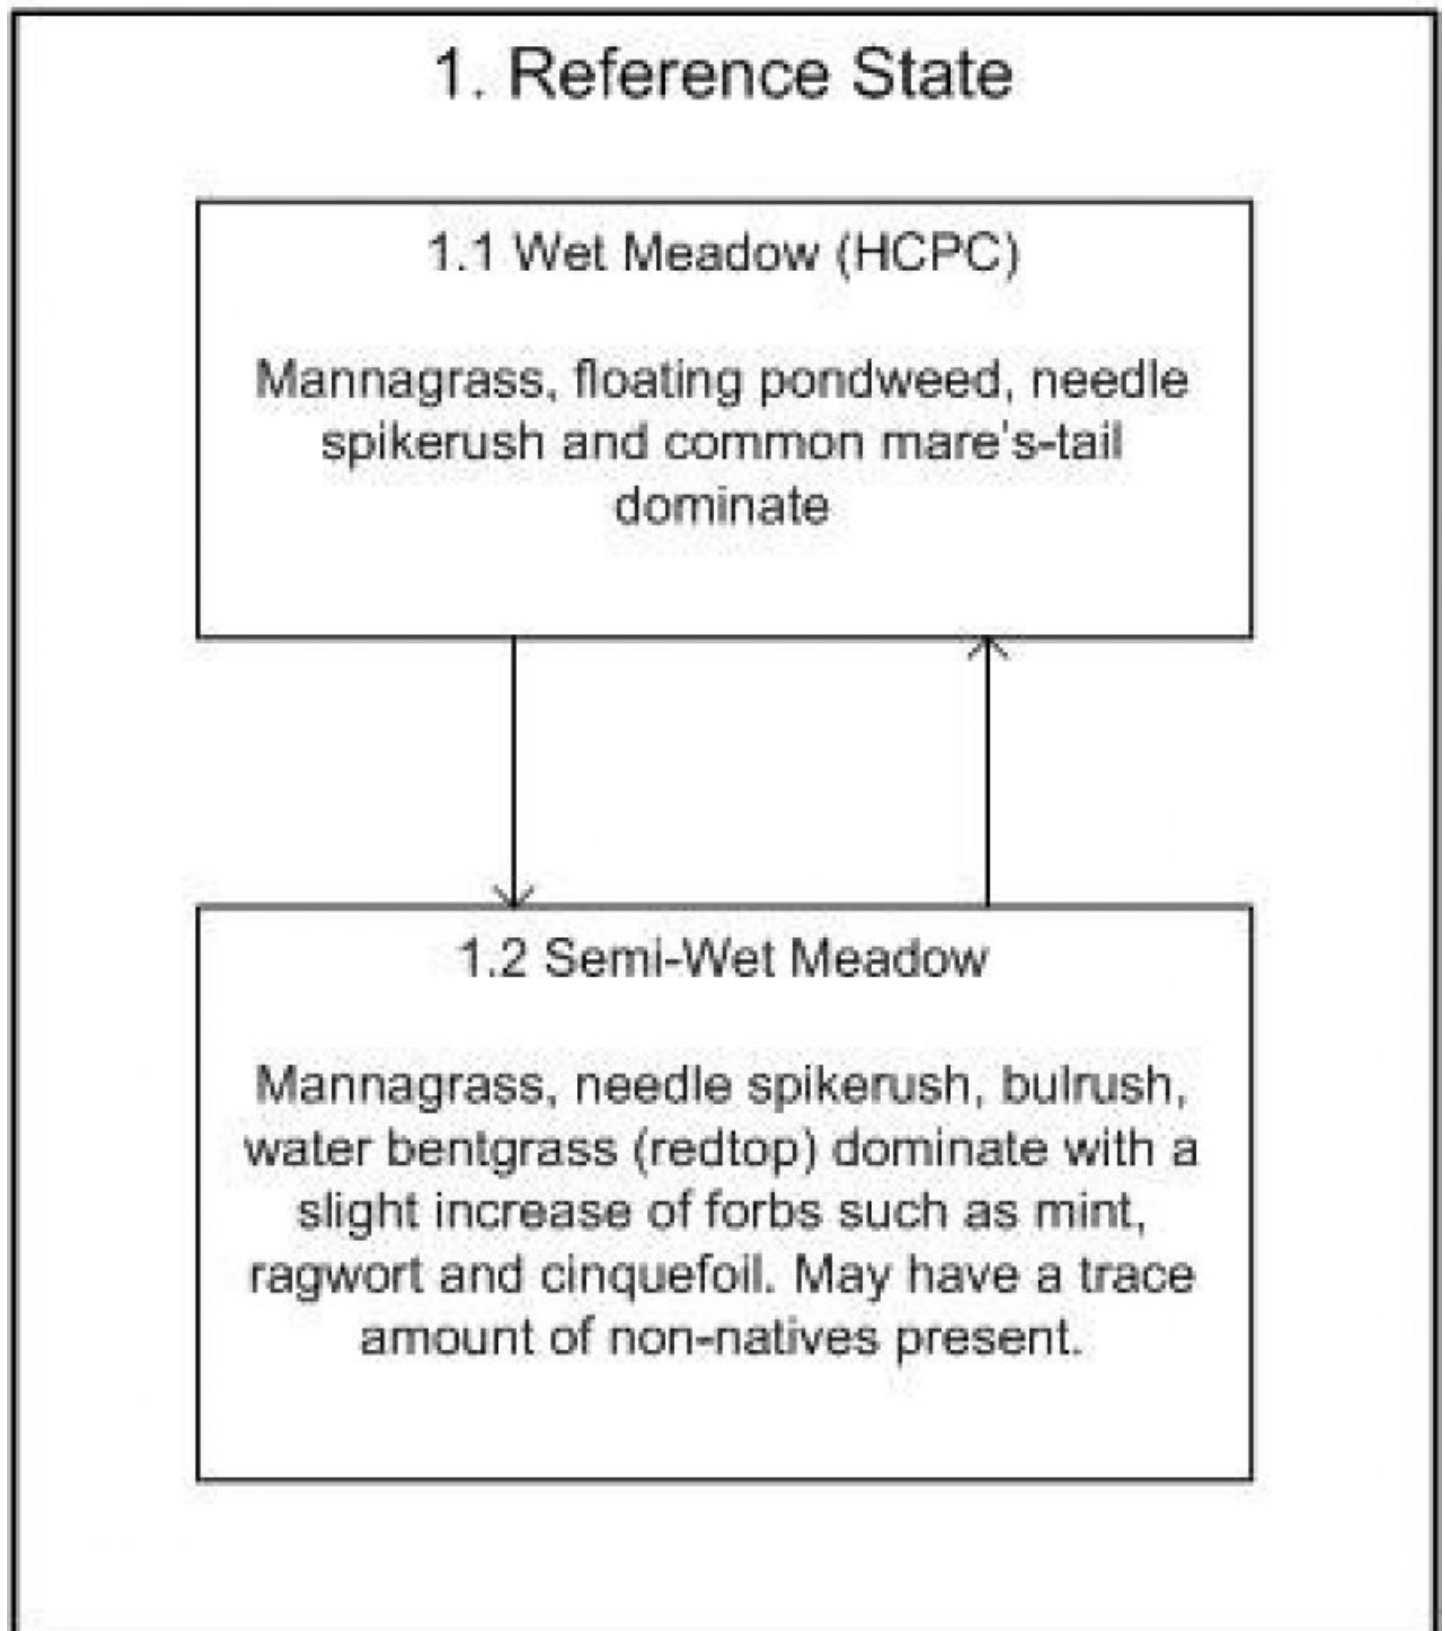 1. Reference State
1.1 Wet Meadow (HCPC)
Mannagrass, floating pondweed, needle
spikerush and common mare's-tail
dominate
1.2 Semi-Wet Meadow
Mannagrass, needle spikerush, bulrush,
water bentgrass (redtop) dominate with a
slight increase of forbs such as mint,
ragwort and cinquefoil. May have a trace
amount of non-natives present.